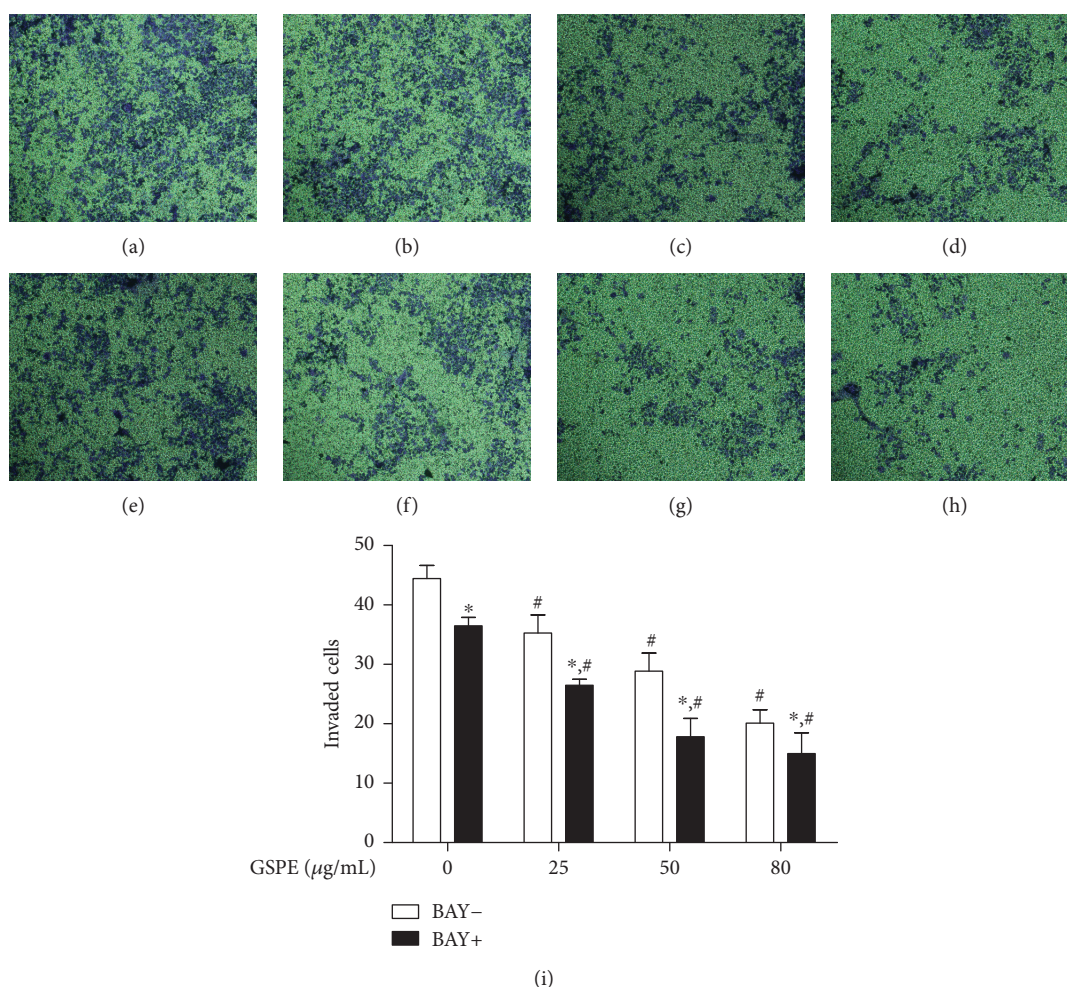 (a)
(b)
(c)
(d)
(e)
(f)
(g)
(h)
50
40
30
20
10
0
Invaded cells
*
#
*,#
#
*,#
#
*,#
GSPE (μg/mL)
0
25
50
80
BAY−
BAY+
(i)